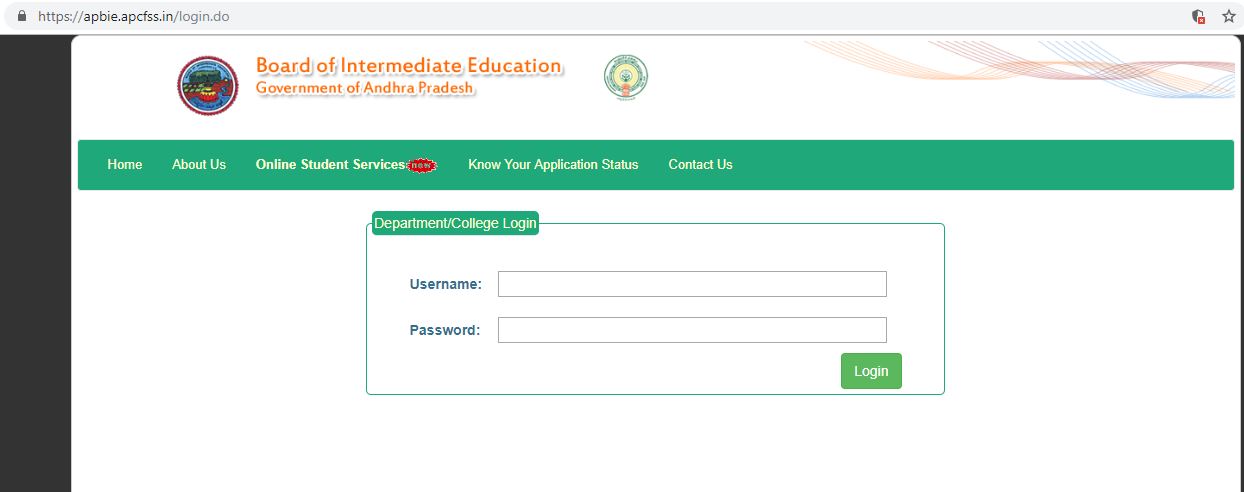 https://apbie.apcfss.in/login.do
Board of Intermediate Education
Government of Andhra Pradesh
Home About Us Online Student Services new Know Your Application Status Contact Us
Department/College Login
Username:
Password:
Login